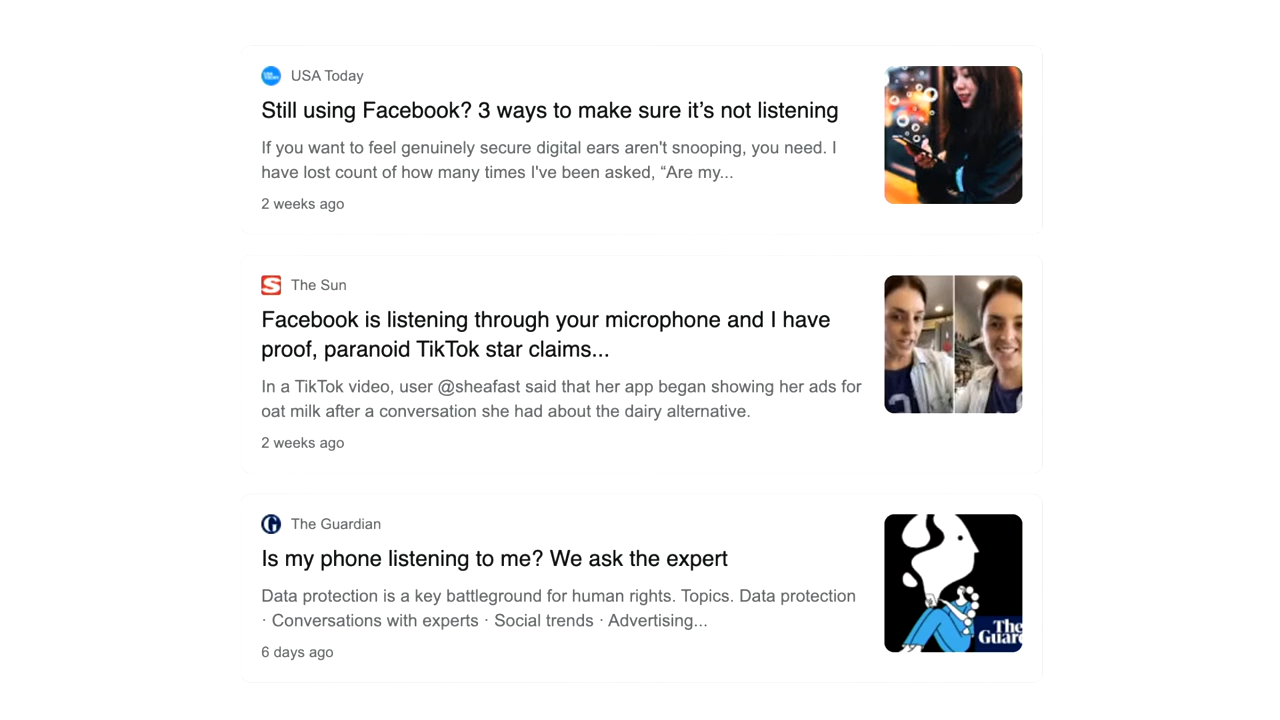 USA Today
Still using Facebook? 3 ways to make sure it’s not listening
If you want to feel genuinely secure digital ears aren't snooping, you need. I
have lost count of how many times I've been asked, “Are my...
2 weeks ago
S
The Sun
Facebook is listening through your microphone and I have
proof, paranoid TikTok star claims...
In a TikTok video, user @sheafast said that her app began showing her ads for
oat milk after a conversation she had about the dairy alternative.
2 weeks ago
G
The Guardian
Is my phone listening to me? We ask the expert
Data protection is a key battleground for human rights. Topics. Data protection
· Conversations with experts · Social trends · Advertising...
The
Guard
6 days ago